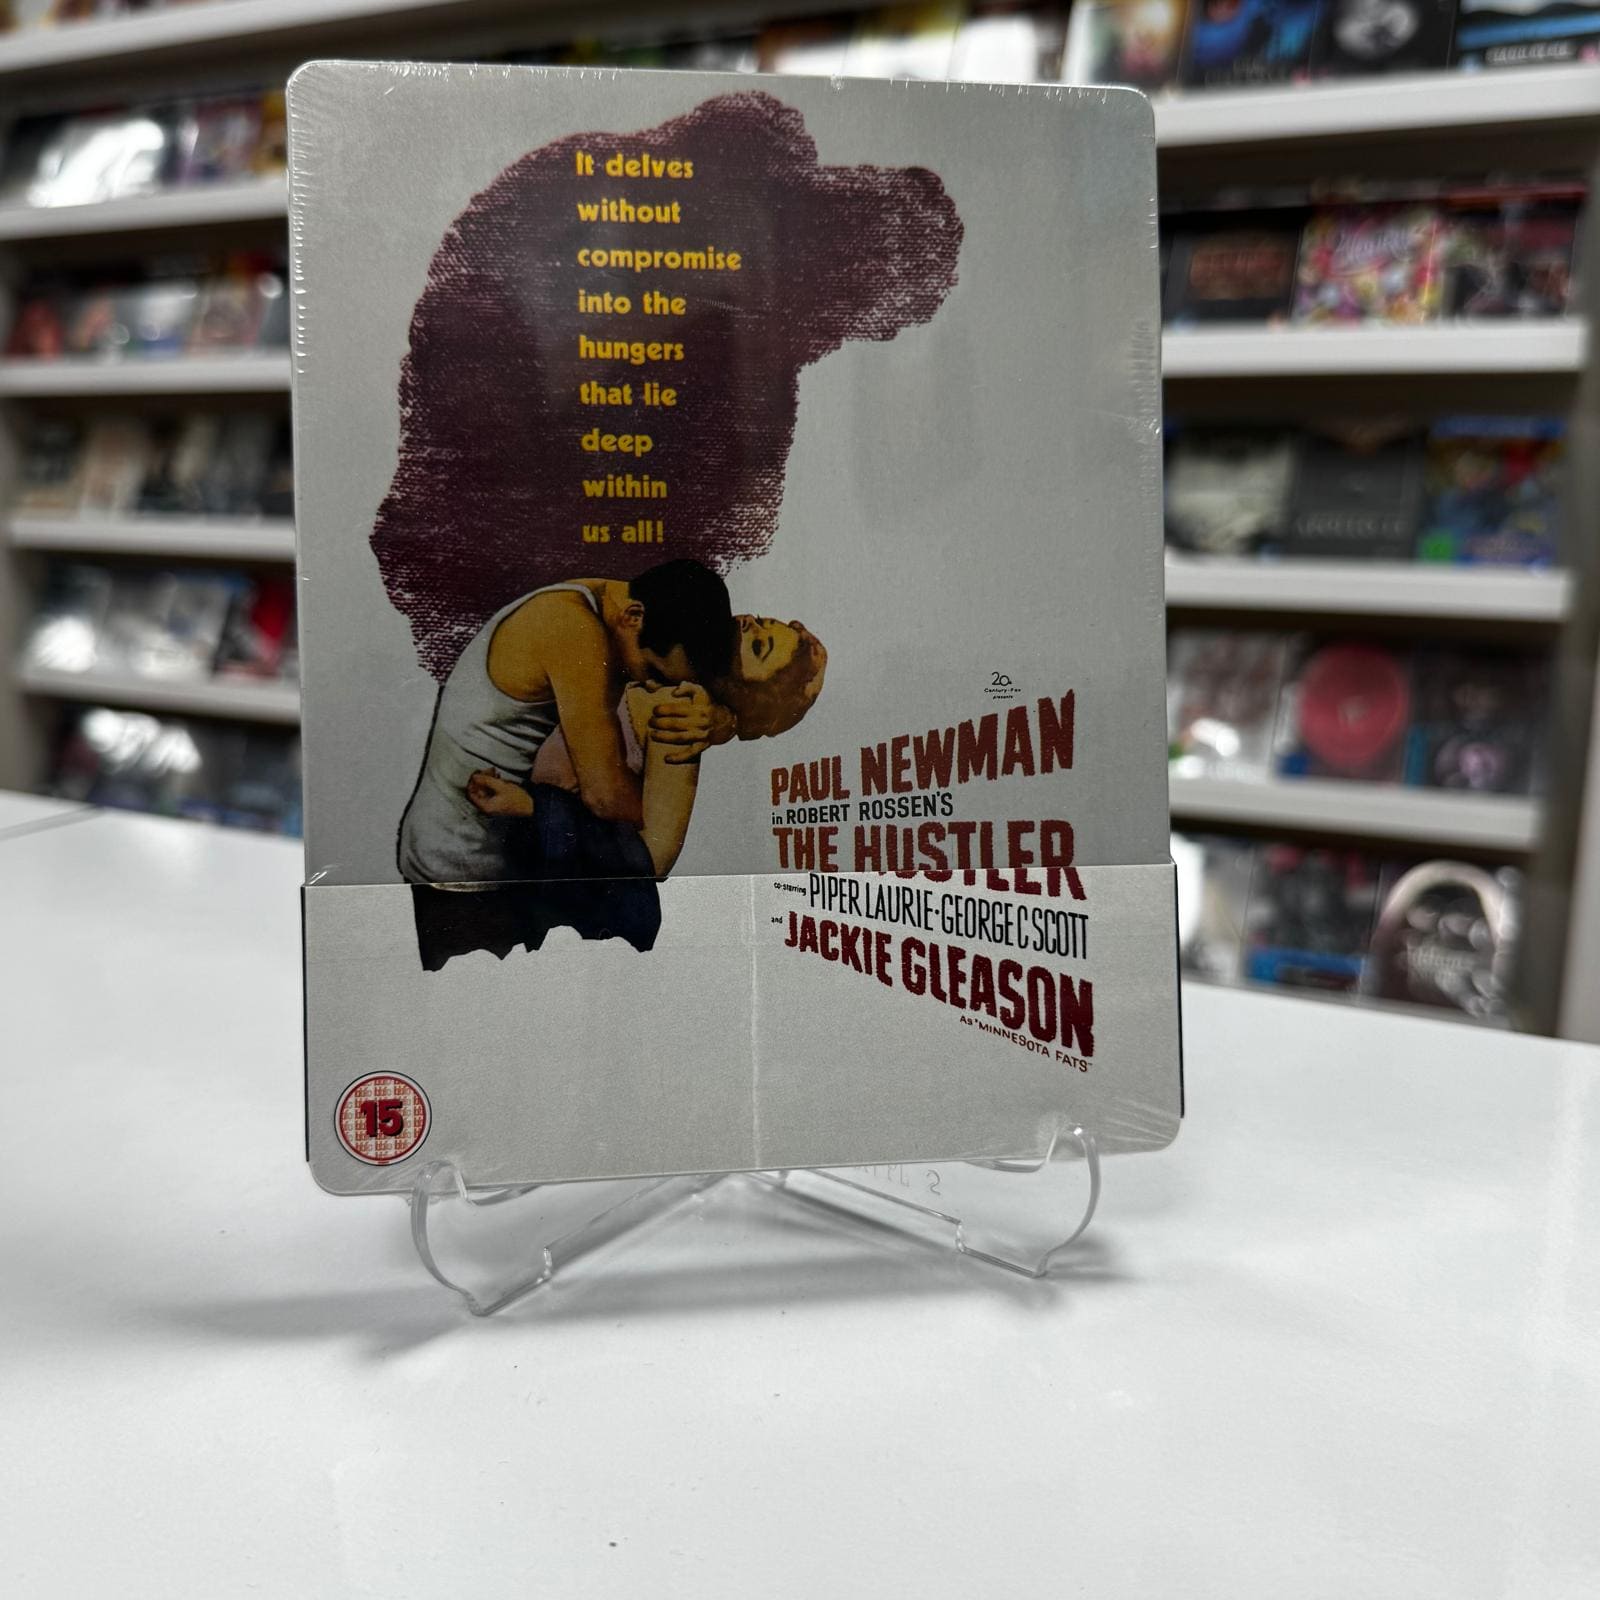 It delves
without
compromise
into the
hungers
that lie
deep
within
us all!
20th
Century-Fox
presents
PAUL NEWMAN
in ROBERT ROSSEN'S
THE HUSTLER
co-starring PIPER LAURIE·GEORGE C SCOTT
and JACKIE GLEASON
As "MINNESOTA FATS"
15